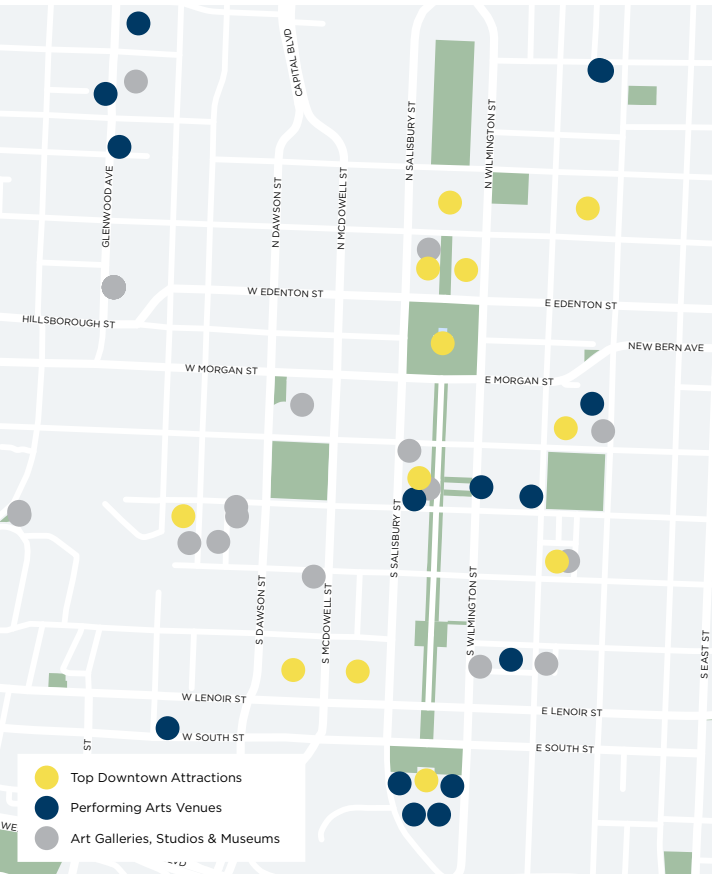 CAPITAL BLVD
N SALISBURY ST
N WILMINGTON ST
GLENWOOD AVE
N DAWSON ST
N MCDOWELL ST
W EDENTON ST
E EDENTON ST
HILLSBOROUGH ST
NEW BERN AVE
W MORGAN ST
E MORGAN ST
S SALISBURY ST
S WILMINGTON ST
S DAWSON ST
S MCDOWELL ST
S EAST ST
W LENOIR ST
E LENOIR ST
W SOUTH ST
E SOUTH ST
ST
Top Downtown Attractions
Performing Arts Venues
WE
Art Galleries, Studios & Museums